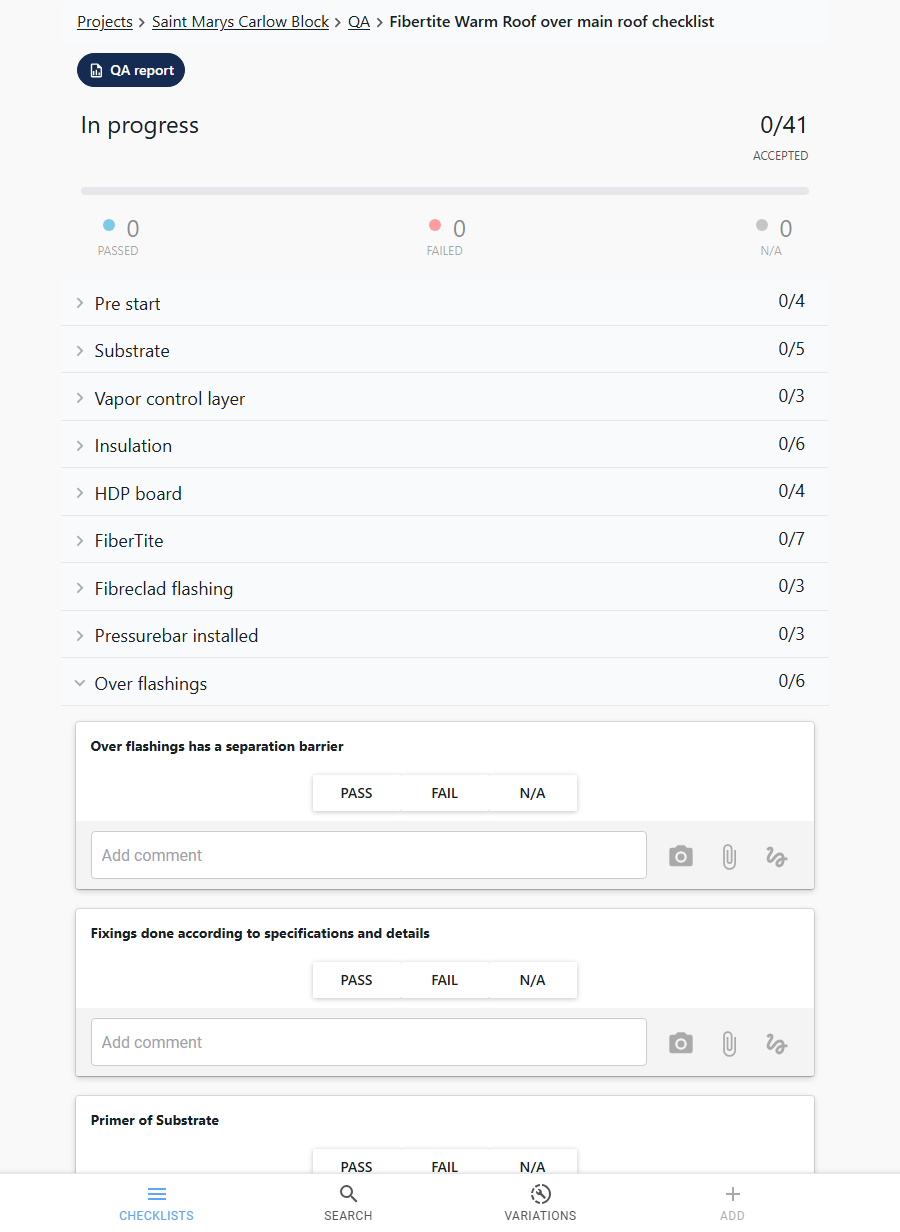 Projects > Saint Marys Carlow Block > QA > Fibertite Warm Roof over main roof checklist
QA report
In progress 0/41
ACCEPTED
0 0 0
PASSED FAILED N/A
Pre start 0/4
Substrate 0/5
Vapor control layer 0/3
Insulation 0/6
HDP board 0/4
FiberTite 0/7
Fibreclad flashing 0/3
Pressurebar installed 0/3
Over flashings 0/6
Over flashings has a separation barrier
PASS FAIL N/A
Add comment
Fixings done according to specifications and details
PASS FAIL N/A
Add comment
Primer of Substrate
PASS FAIL N/A
CHECKLISTS SEARCH VARIATIONS ADD